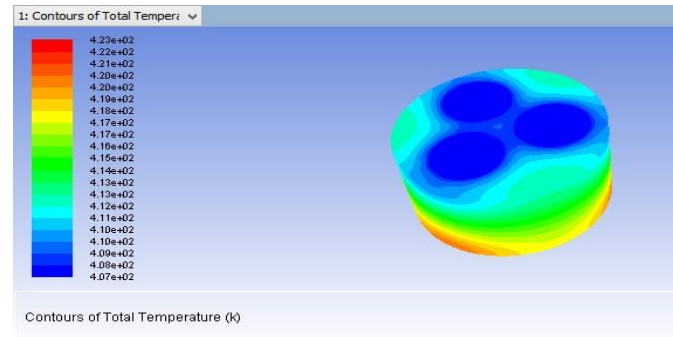 1: Contours of Total Tempera
4.23e+02
4.22e+02
4.21e+02
4.20e+02
4.20e+02
4.19e+02
4.18e+02
4.17e+02
4.17e+02
4.16e+02
4.15e+02
4.14e+02
4.13e+02
4.13e+02
4.12e+02
4.11e+02
4.10e+02
4.10e+02
4.09e+02
4.08e+02
4.07e+02
Contours of Total Temperature (k)